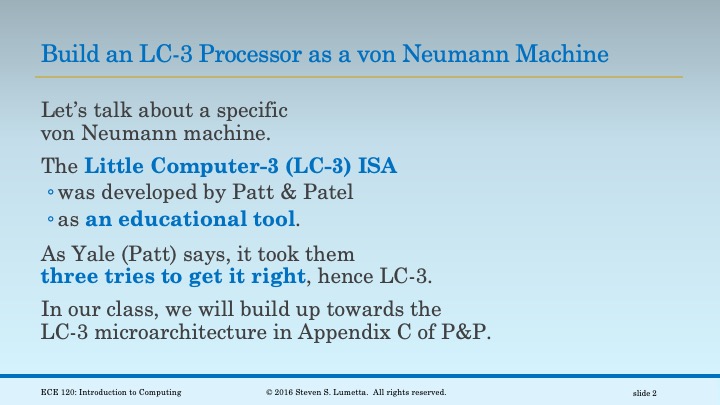 Build an LC-3 Processor as a von Neumann Machine
Let’s talk about a specific
von Neumann machine.
The Little Computer-3 (LC-3) ISA
◦was developed by Patt & Patel
◦as an educational tool.
As Yale (Patt) says, it took them
three tries to get it right, hence LC-3.
In our class, we will build up towards the
LC-3 microarchitecture in Appendix C of P&P.
ECE 120: Introduction to Computing © 2016 Steven S. Lumetta. All rights reserved. slide 2